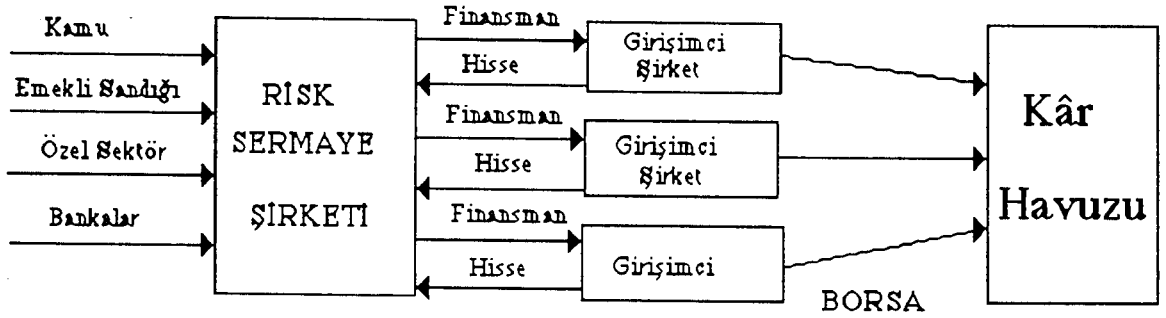 Kamu
Emekli Sandığı
Özel Sektör
Bankalar
RİSK
SERMAYE
ŞİRKETİ
Finansman
Hisse
Finansman
Hisse
Finansman
Hisse
Girişimci
Şirket
Girişimci
Şirket
Girişimci
BORSA
Kâr
Havuzu